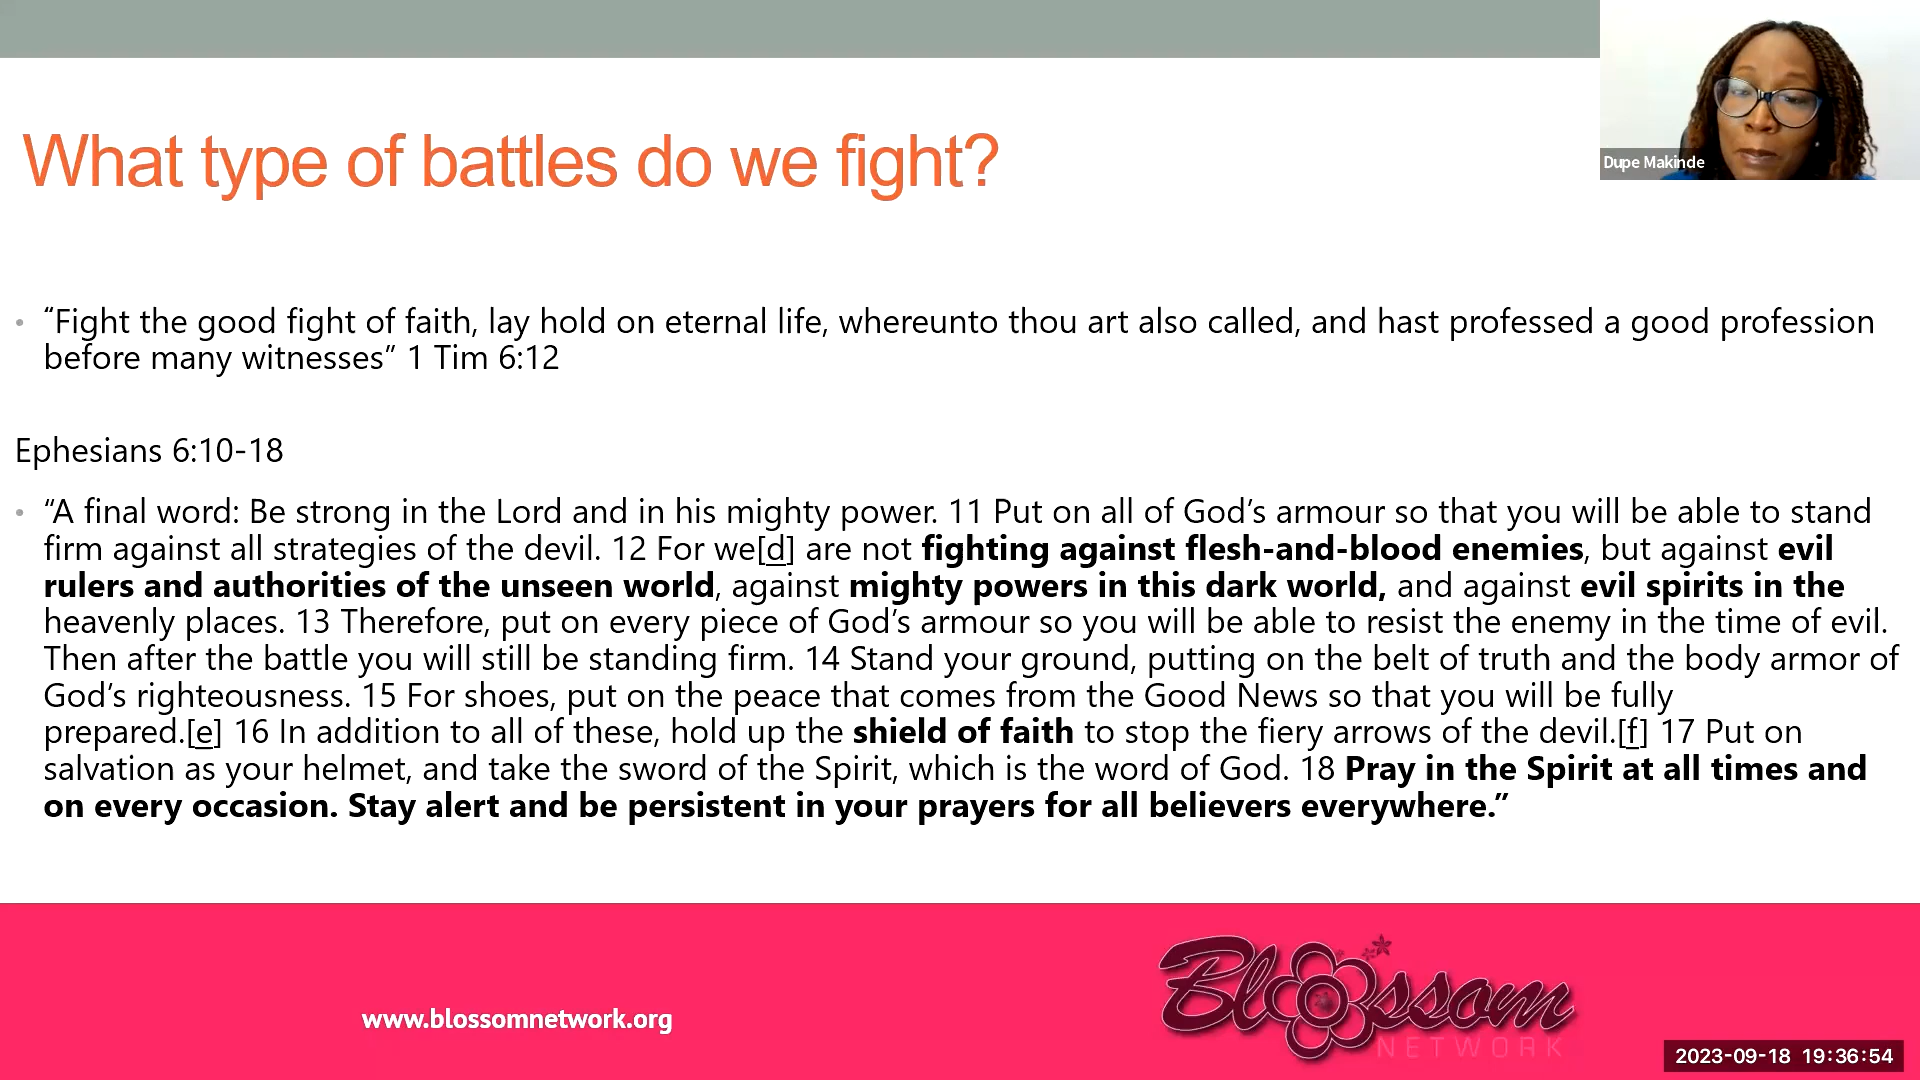 What type of battles do we fight?
Dupe Makinde
• “Fight the good fight of faith, lay hold on eternal life, whereunto thou art also called, and hast professed a good profession
before many witnesses” 1 Tim 6:12
Ephesians 6:10-18
• “A final word: Be strong in the Lord and in his mighty power. 11 Put on all of God’s armour so that you will be able to stand
firm against all strategies of the devil. 12 For we[d] are not fighting against flesh-and-blood enemies, but against evil
rulers and authorities of the unseen world, against mighty powers in this dark world, and against evil spirits in the
heavenly places. 13 Therefore, put on every piece of God’s armour so you will be able to resist the enemy in the time of evil.
Then after the battle you will still be standing firm. 14 Stand your ground, putting on the belt of truth and the body armor of
God’s righteousness. 15 For shoes, put on the peace that comes from the Good News so that you will be fully
prepared.[e] 16 In addition to all of these, hold up the shield of faith to stop the fiery arrows of the devil.[f] 17 Put on
salvation as your helmet, and take the sword of the Spirit, which is the word of God. 18 Pray in the Spirit at all times and
on every occasion. Stay alert and be persistent in your prayers for all believers everywhere.”
www.blossomnetwork.org
Blossom
NETWORK
2023-09-18 19:36:54